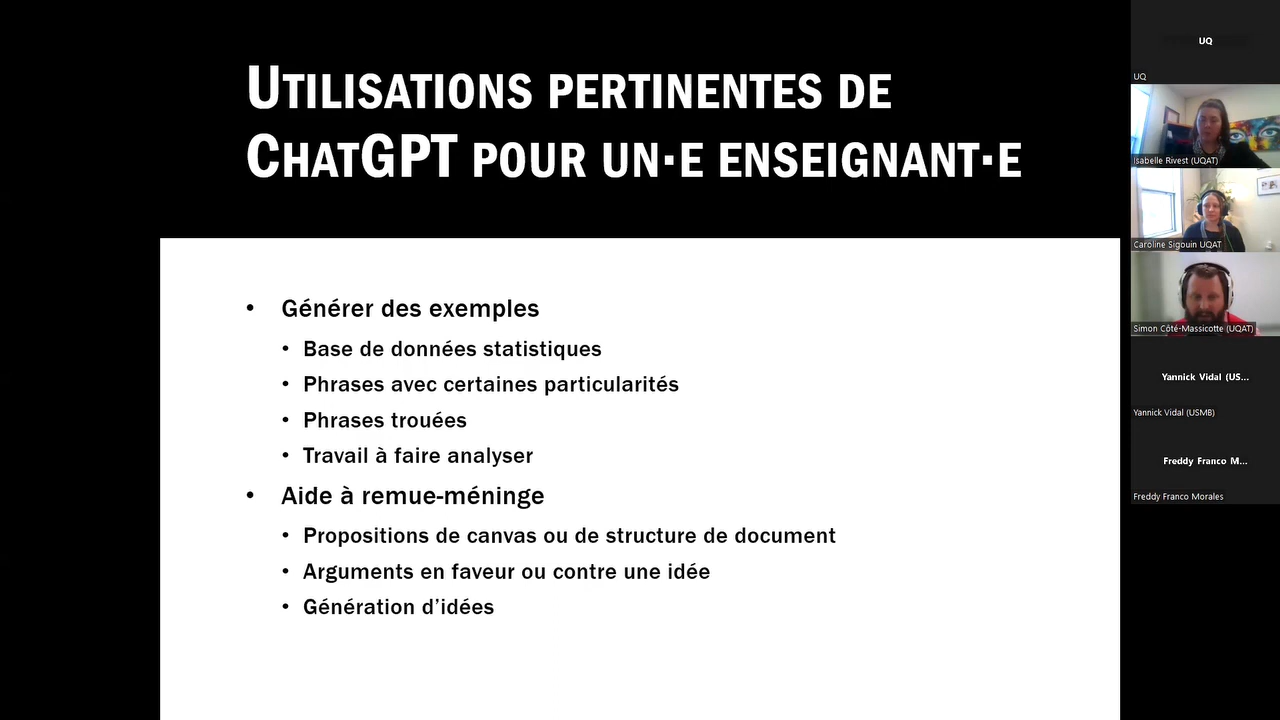 UTILISATIONS PERTINENTES DE
CHATGPT POUR UN·E ENSEIGNANT·E
• Générer des exemples
• Base de données statistiques
• Phrases avec certaines particularités
• Phrases trouées
• Travail à faire analyser
• Aide à remue-méninge
• Propositions de canvas ou de structure de document
• Arguments en faveur ou contre une idée
• Génération d'idées
UQ
UQ
Isabelle Rivest (UQAT)
Caroline Sigouin UQAT
Simon Côté-Massicotte (UQAT)
Yannick Vidal (US...
Yannick Vidal (USMB)
Freddy Franco M...
Freddy Franco Morales